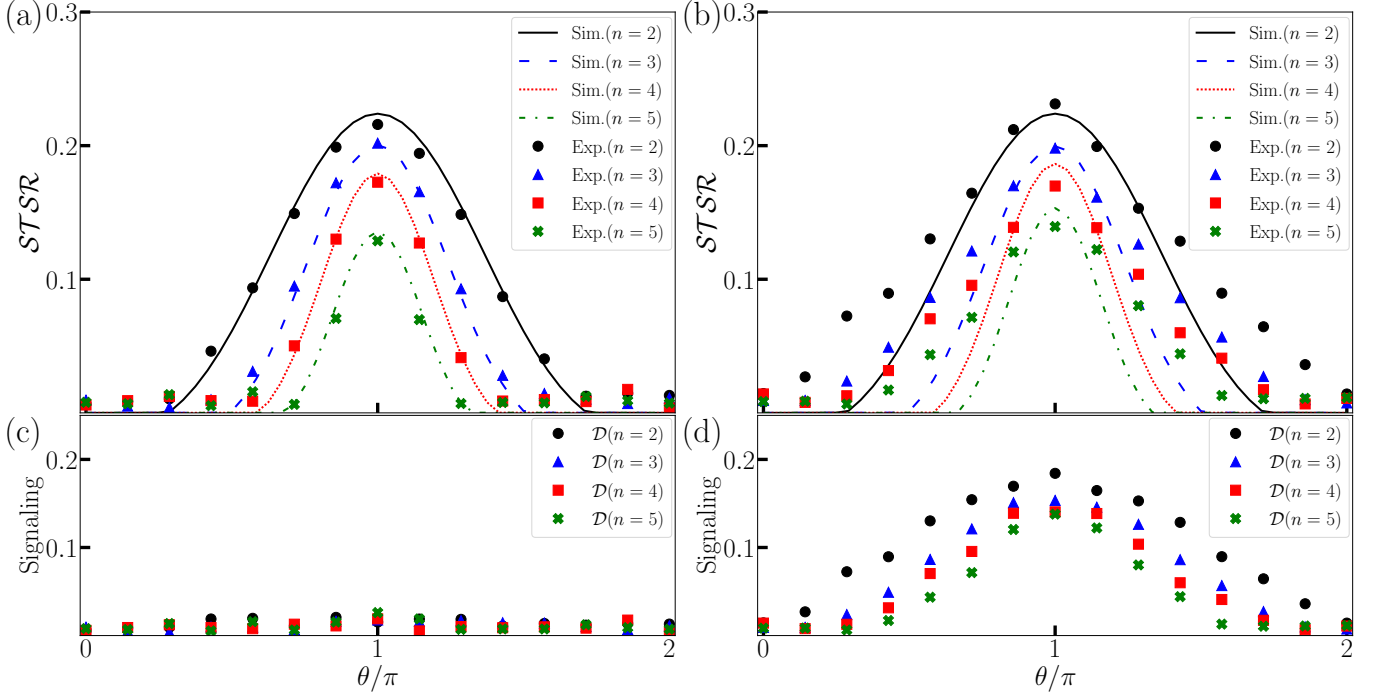 (a)
0.3
0.2
0.1
𝒮𝒯𝒮ℛ
Sim.(n = 2)
Sim.(n = 3)
Sim.(n = 4)
Sim.(n = 5)
Exp.(n = 2)
Exp.(n = 3)
Exp.(n = 4)
Exp.(n = 5)
(b)
𝒮𝒯𝒮ℛ
0.3
0.2
0.1
Sim.(n = 2)
Sim.(n = 3)
Sim.(n = 4)
Sim.(n = 5)
Exp.(n = 2)
Exp.(n = 3)
Exp.(n = 4)
Exp.(n = 5)
(c)
Signaling
0.2
0.1
𝒟(n = 2)
𝒟(n = 3)
𝒟(n = 4)
𝒟(n = 5)
0
1
2
θ/π
(d)
Signaling
0.2
0.1
𝒟(n = 2)
𝒟(n = 3)
𝒟(n = 4)
𝒟(n = 5)
0
1
2
θ/π